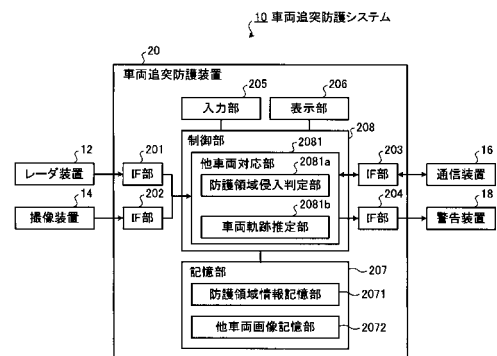 10 車両追突防護システム
20
車両追突防護装置
205
206
入力部
表示部
208
制御部
2081
他車両対応部
2081a
防護領域侵入判定部
2081b
車両軌跡推定部
12
レーダ装置
201
IF部
14
撮像装置
202
IF部
203
IF部
16
通信装置
204
IF部
18
警告装置
207
記憶部
防護領域情報記憶部
2071
他車両画像記憶部
2072